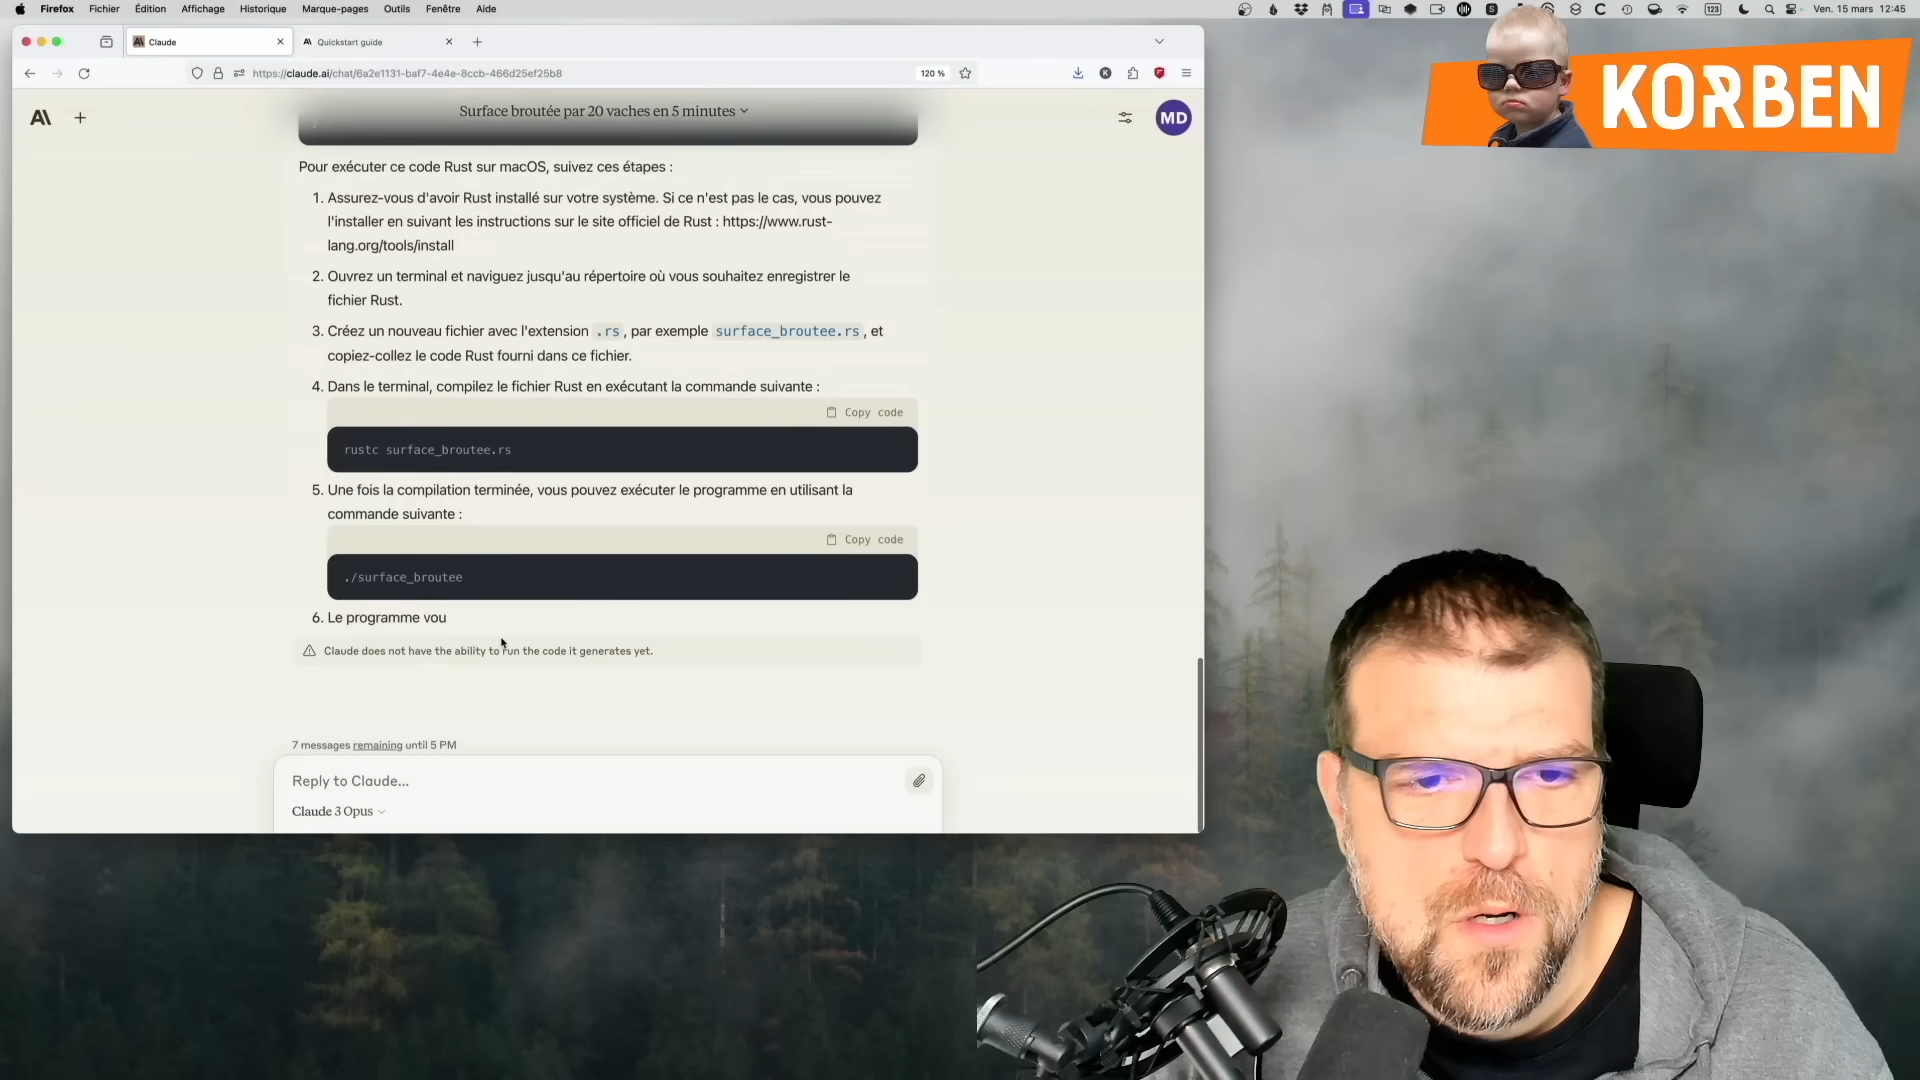 Firefox Fichier Édition Affichage Historique Marque-pages Outils Fenêtre Aide
123 Ven. 15 mars 12:45
Claude
Quickstart guide
https://claude.ai/chat/6a2e1131-baf7-4e4e-8ccb-466d25ef25b8
120 %
KORBEN
Surface broutée par 20 vaches en 5 minutes
MD
}
Pour exécuter ce code Rust sur macOS, suivez ces étapes :
1. Assurez-vous d'avoir Rust installé sur votre système. Si ce n'est pas le cas, vous pouvez
l'installer en suivant les instructions sur le site officiel de Rust : https://www.rust-
lang.org/tools/install
2. Ouvrez un terminal et naviguez jusqu'au répertoire où vous souhaitez enregistrer le
fichier Rust.
3. Créez un nouveau fichier avec l'extension .rs, par exemple surface_broutee.rs, et
copiez-collez le code Rust fourni dans ce fichier.
4. Dans le terminal, compilez le fichier Rust en exécutant la commande suivante :
Copy code
rustc surface_broutee.rs
5. Une fois la compilation terminée, vous pouvez exécuter le programme en utilisant la
commande suivante :
Copy code
./surface_broutee
6. Le programme vou
Claude does not have the ability to run the code it generates yet.
7 messages remaining until 5 PM
Reply to Claude...
Claude 3 Opus